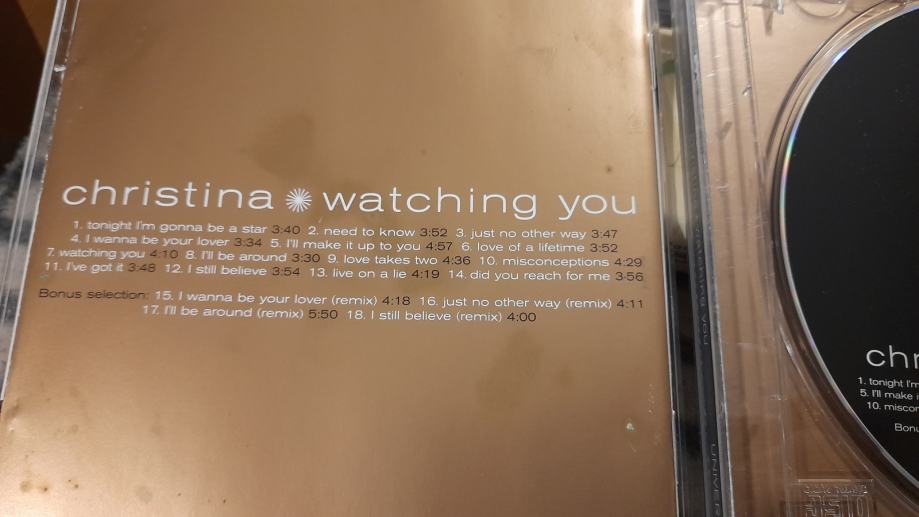 christina watching you
1. tonight I'm gonna be a star 3:40 2. need to know 3:52 3. just no other way 3:47
4. I wanna be your lover 3:34 5. I'll make it up to you 4:57 6. love of a lifetime 3:52
7. watching you 4:10 8. I'll be around 3:30 9. love takes two 4:36 10. misconceptions 4:29
11. I've got it 3:48 12. I still believe 3:54 13. live on a lie 4:19 14. did you reach for me 3:56
Bonus selection: 15. I wanna be your lover (remix) 4:18 16. just no other way (remix) 4:11
17. I'll be around (remix) 5:50 18. I still believe (remix) 4:00
chr
1. tonight I'm
5. I'll make i
10. miscon
Bonu